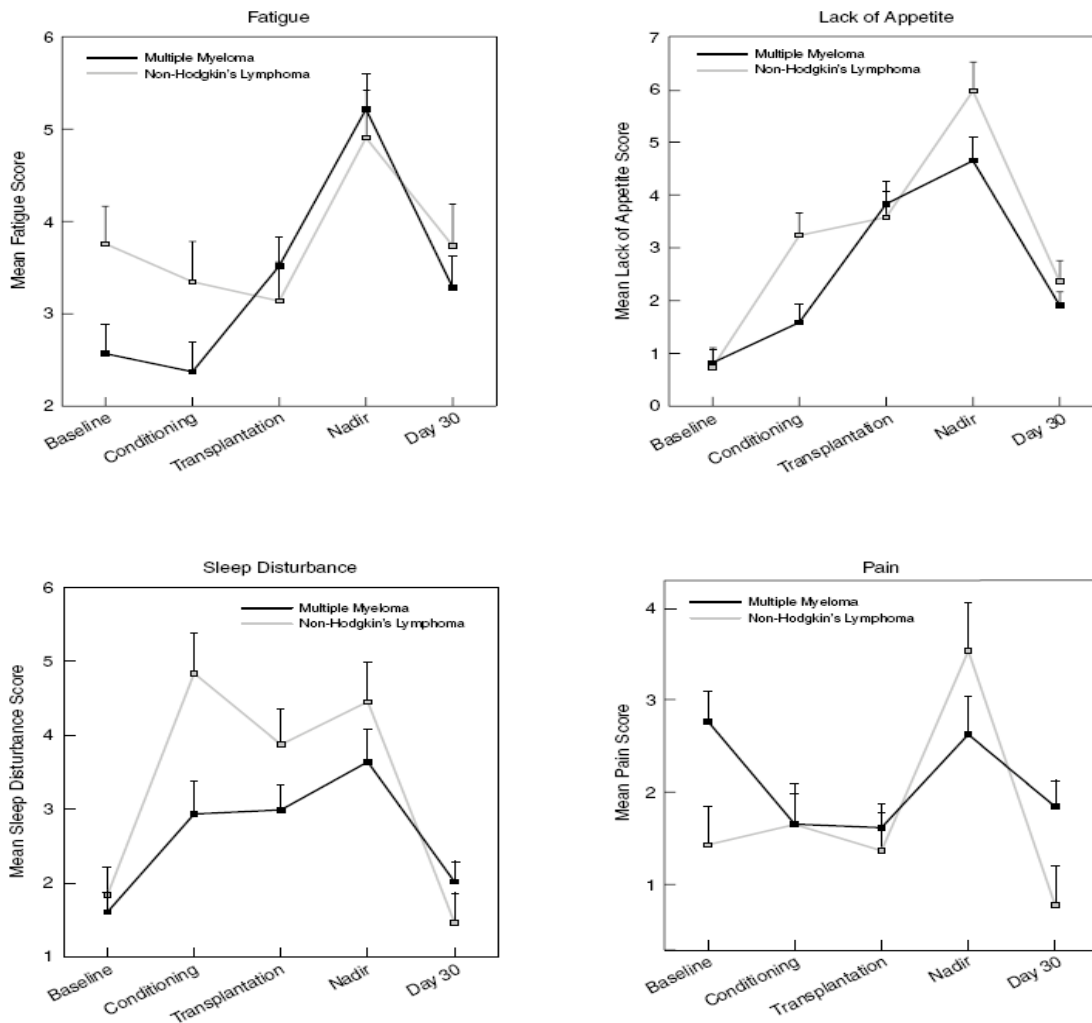 Fatigue
Multiple Myeloma
Non-Hodgkin's Lymphoma
Mean Fatigue Score
6
5
4
3
2
Baseline
Conditioning
Transplantation
Nadir
Day 30
Lack of Appetite
Multiple Myeloma
Non-Hodgkin's Lymphoma
Mean Lack of Appetite Score
7
6
5
4
3
2
1
0
Baseline
Conditioning
Transplantation
Nadir
Day 30
Sleep Disturbance
Multiple Myeloma
Non-Hodgkin's Lymphoma
Mean Sleep Disturbance Score
6
5
4
3
2
1
Baseline
Conditioning
Transplantation
Nadir
Day 30
Pain
Multiple Myeloma
Non-Hodgkin's Lymphoma
Mean Pain Score
4
3
2
1
Baseline
Conditioning
Transplantation
Nadir
Day 30